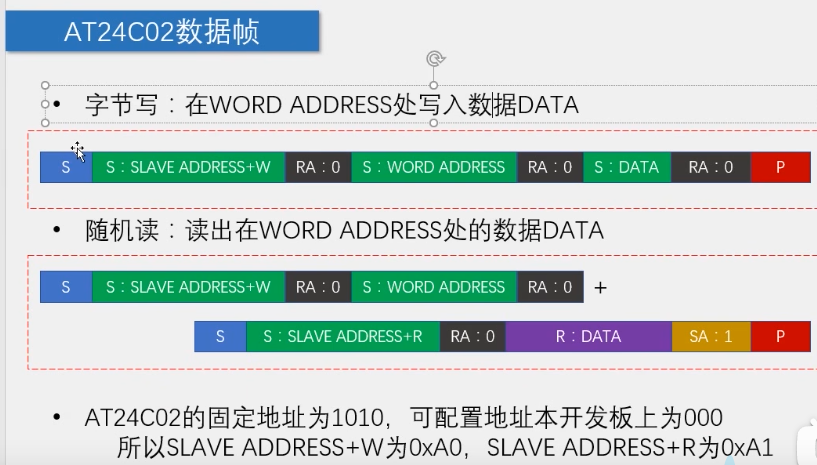 AT24C02数据帧
• 字节写：在WORD ADDRESS处写入数据DATA
S S：SLAVE ADDRESS+W RA：0 S：WORD ADDRESS RA：0 S：DATA RA：0 P
• 随机读：读出在WORD ADDRESS处的数据DATA
S S：SLAVE ADDRESS+W RA：0 S：WORD ADDRESS RA：0 +
S S：SLAVE ADDRESS+R RA：0 R：DATA SA：1 P
• AT24C02的固定地址为1010，可配置地址本开发板上为000
所以SLAVE ADDRESS+W为0xA0，SLAVE ADDRESS+R为0xA1